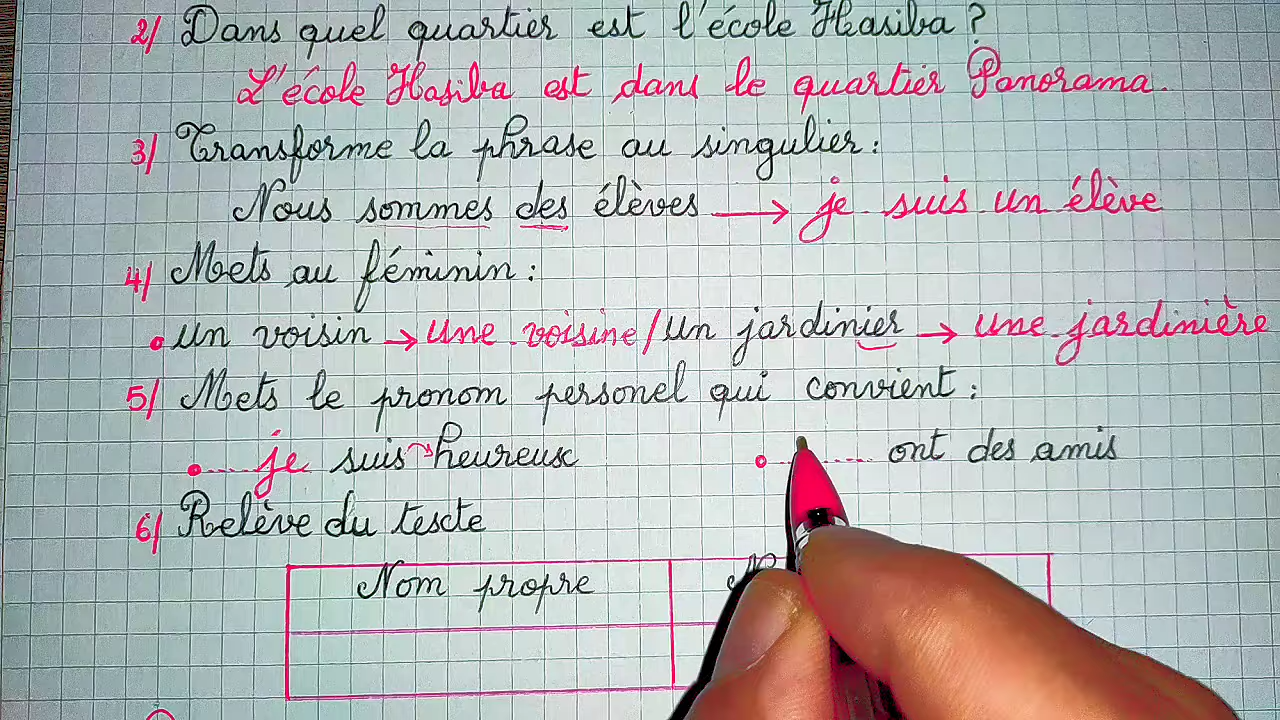 2/ Dans quel quartier est l'école Hasiba ?
L'école Hasiba est dans le quartier Panorama.
3/ Transforme la phrase au singulier :
Nous sommes des élèves → je suis un élève
4/ Mets au féminin :
• un voisin → une voisine / un jardinier → une jardinière
5/ Mets le pronom personel qui convient :
• .... je suis heureux • ........ ont des amis
6/ Relève du texte
Nom propre